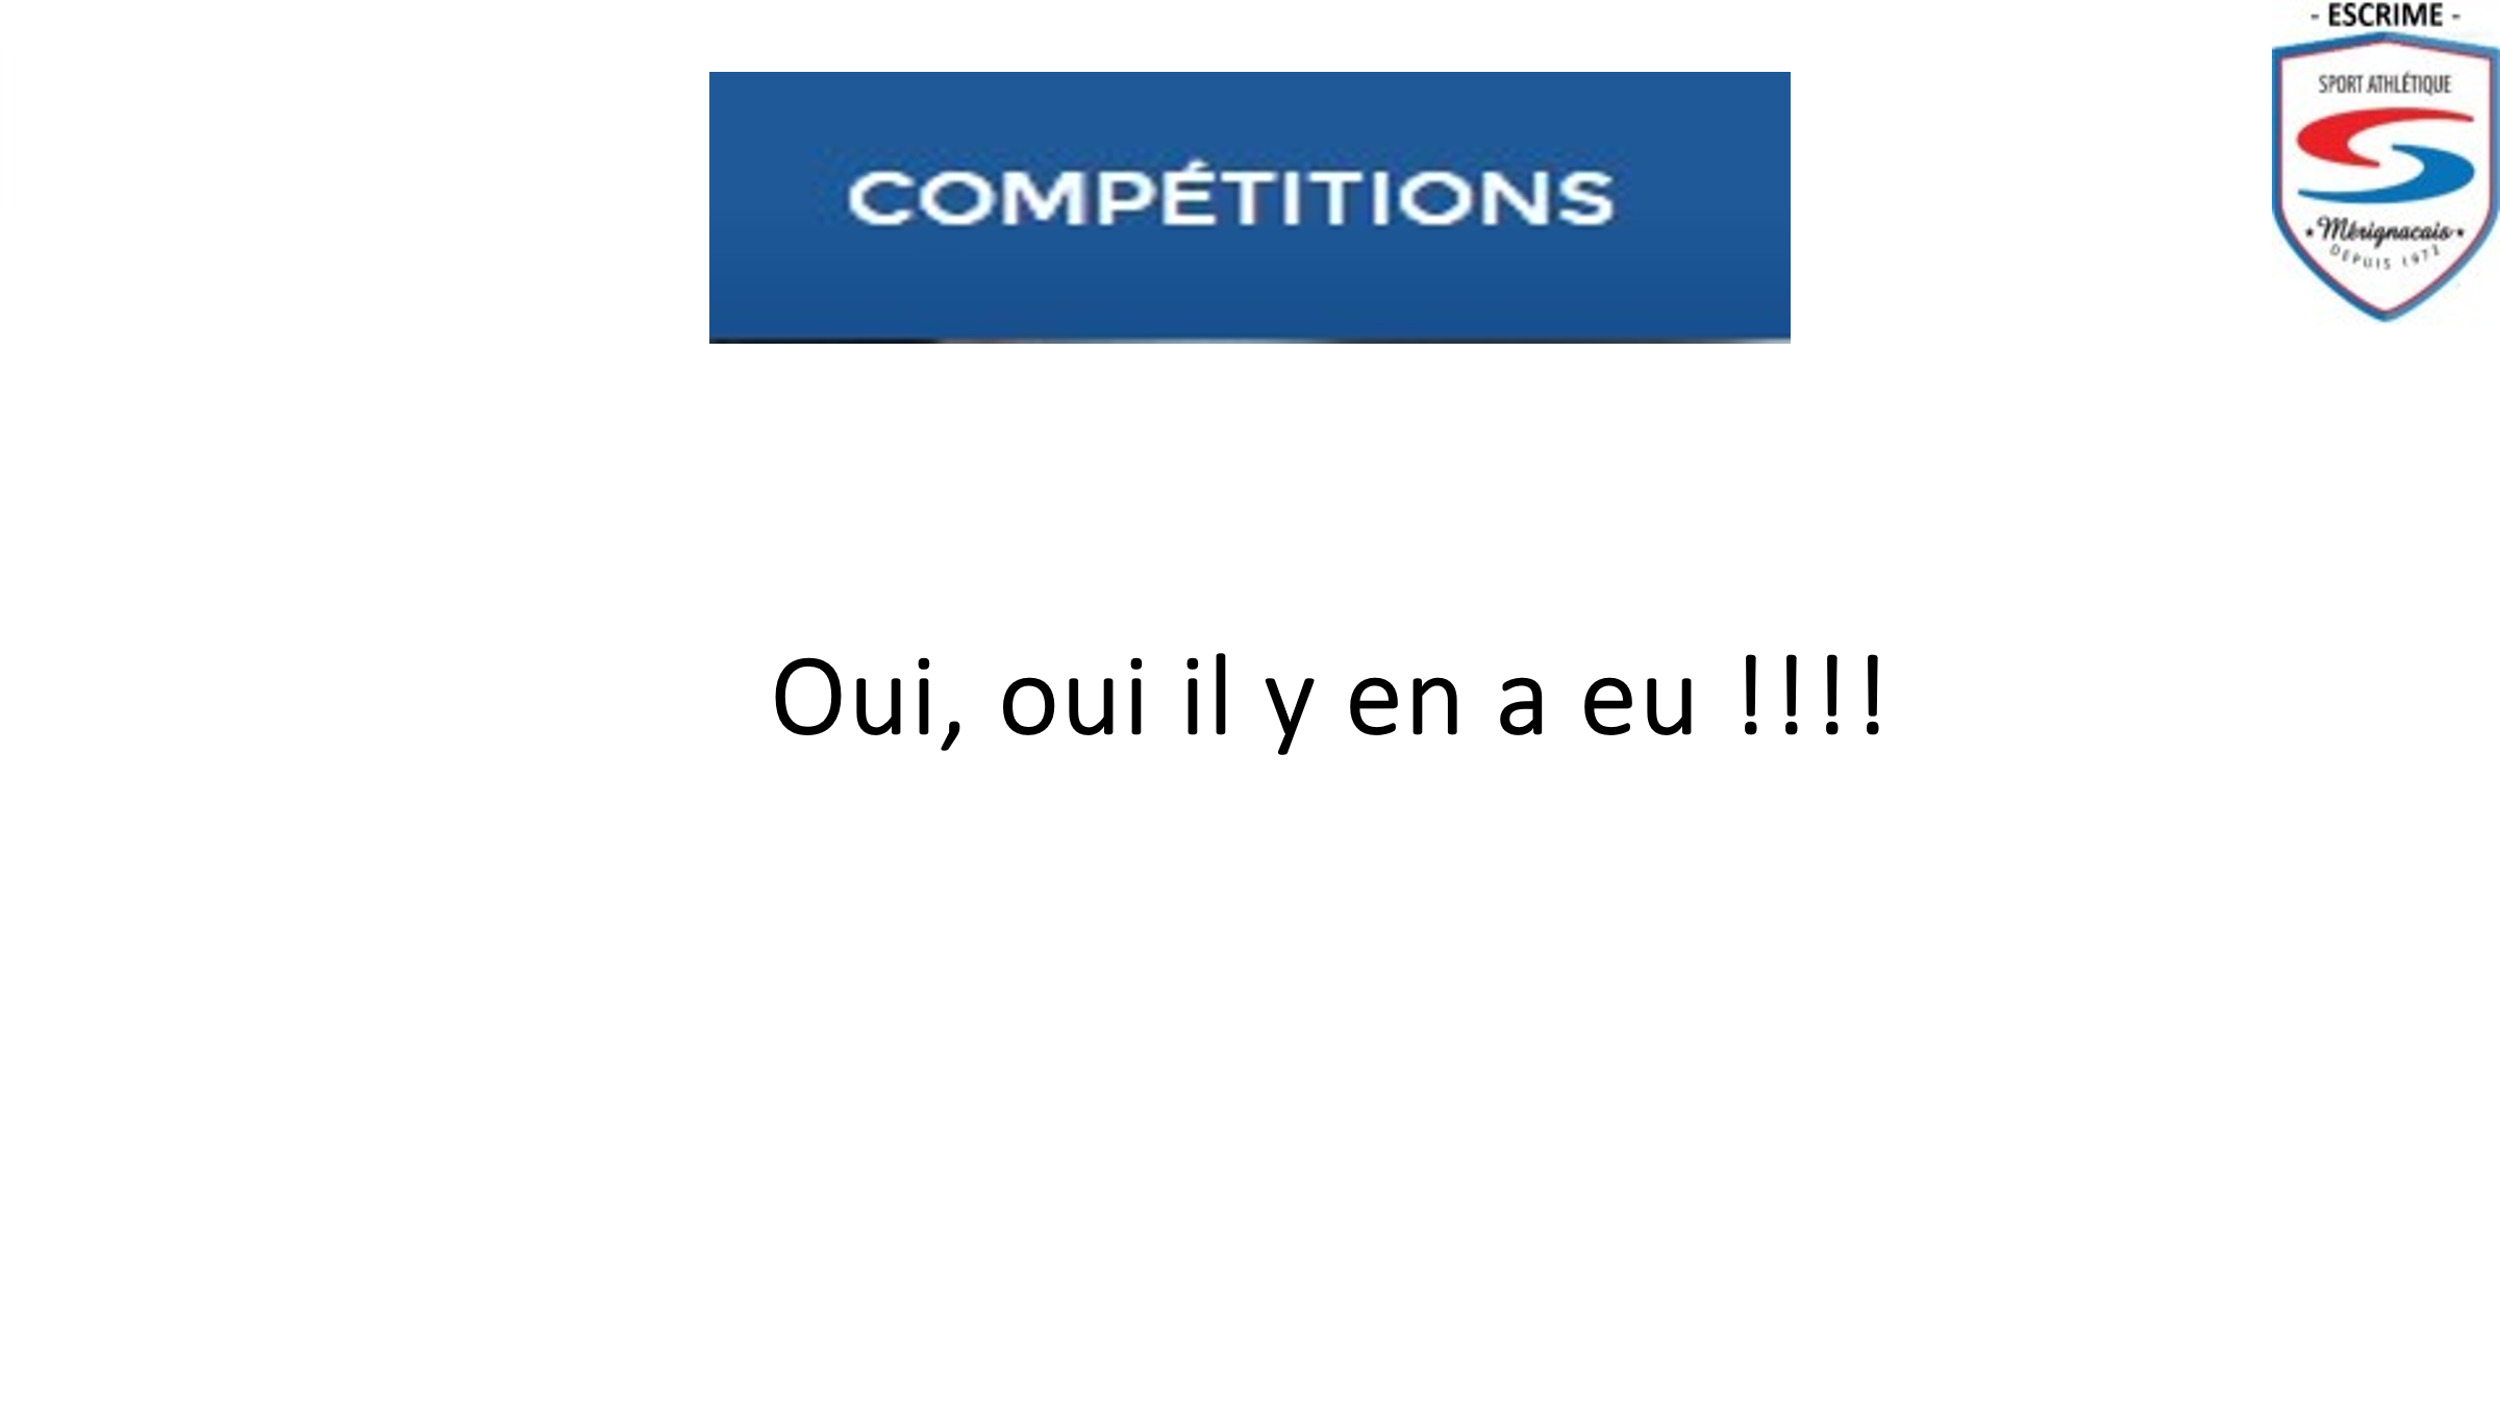 - ESCRIME -
SPORT ATHLÉTIQUE
Mérignacais
DEPUIS 1972
COMPÉTITIONS
Oui, oui il y en a eu !!!!